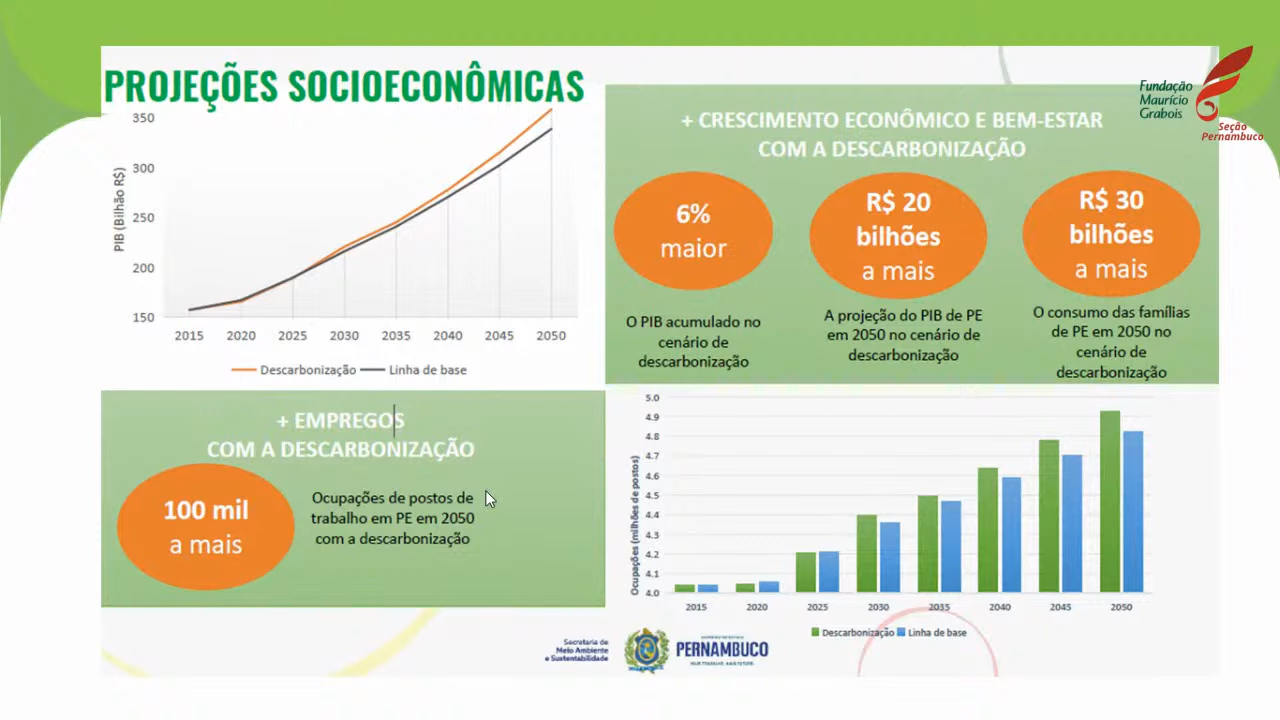 PROJEÇÕES SOCIOECONÔMICAS
Fundação
Maurício
Grabois
Seção
Pernambuco
350
300
250
200
150
PIB (Bilhão R$)
2015 2020 2025 2030 2035 2040 2045 2050
Descarbonização Linha de base
+ CRESCIMENTO ECONÔMICO E BEM-ESTAR
COM A DESCARBONIZAÇÃO
6%
maior
O PIB acumulado no
cenário de
descarbonização
R$ 20
bilhões
a mais
A projeção do PIB de PE
em 2050 no cenário de
descarbonização
R$ 30
bilhões
a mais
O consumo das famílias
de PE em 2050 no
cenário de
descarbonização
+ EMPREGOS
COM A DESCARBONIZAÇÃO
100 mil
a mais
Ocupações de postos de
trabalho em PE em 2050
com a descarbonização
5.0
4.9
4.8
4.7
4.6
4.5
4.4
4.3
4.2
4.1
4.0
Ocupações (milhões de postos)
2015 2020 2025 2030 2035 2040 2045 2050
Descarbonização Linha de base
Secretaria de
Meio Ambiente
e Sustentabilidade
PERNAMBUCO